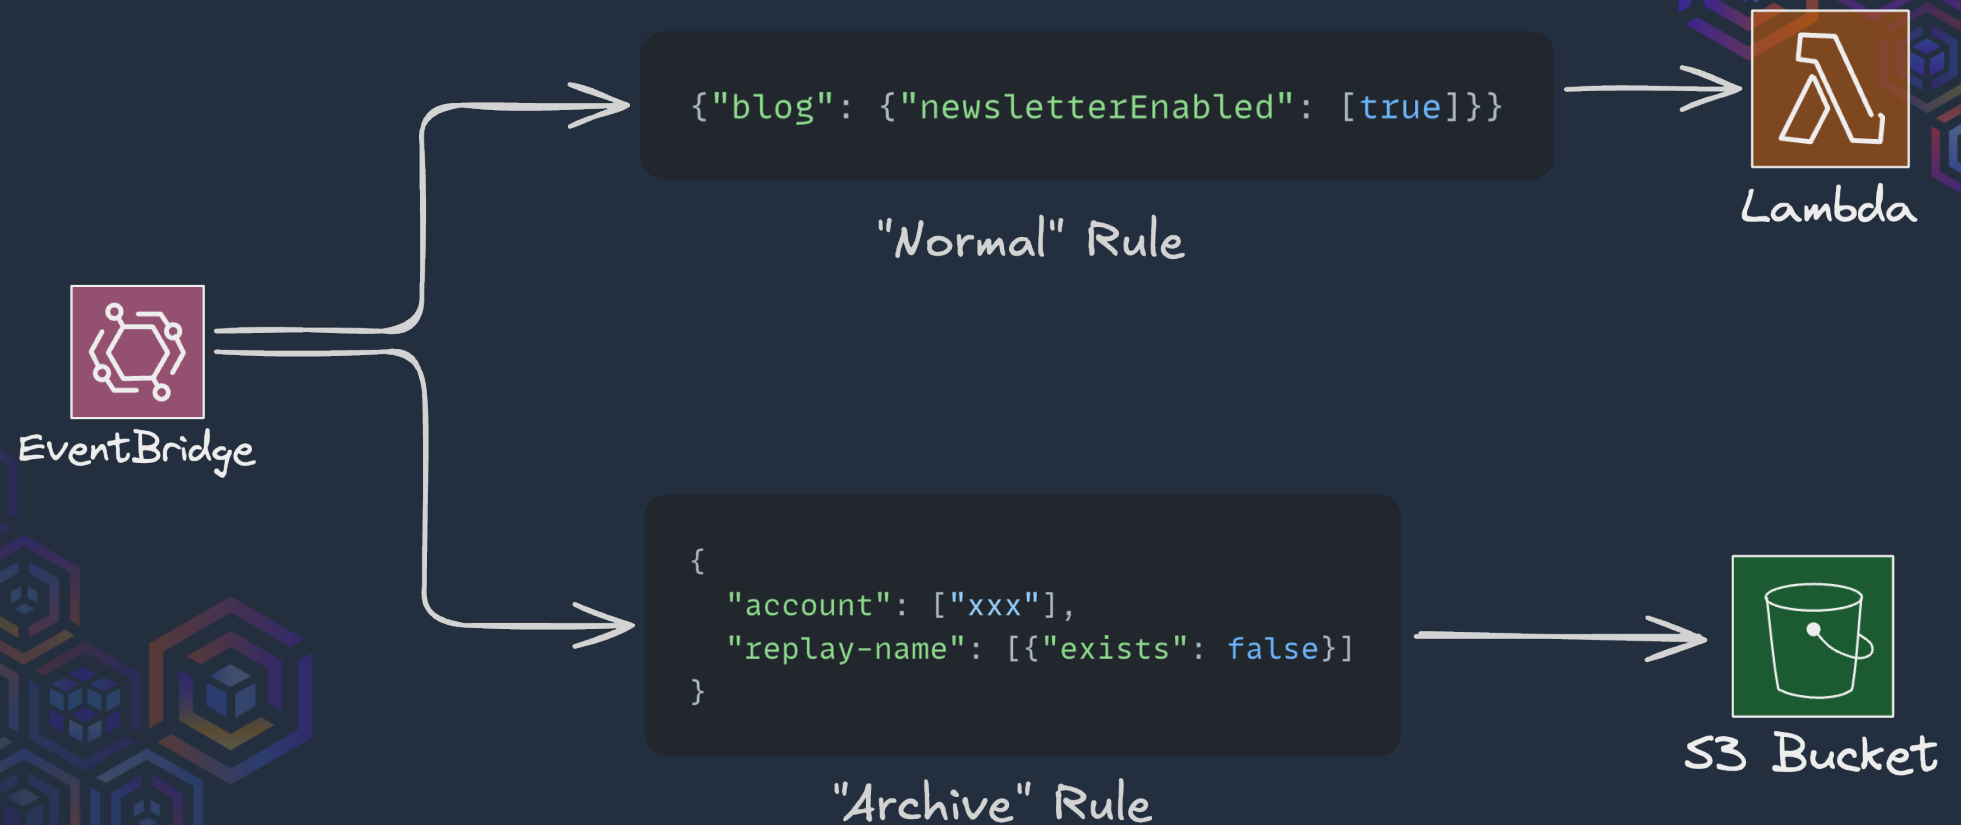 {"blog": {"newsletterEnabled": [true]}}
Lambda
"Normal" Rule
EventBridge
{
"account": ["xxx"],
"replay-name": [{"exists": false}]
}
S3 Bucket
"Archive" Rule